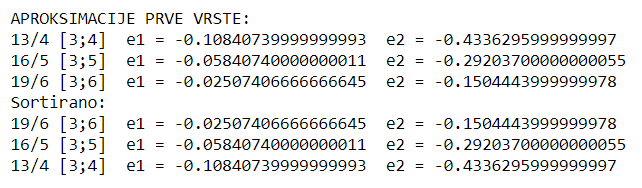 APROKSIMACIJE PRVE VRSTE:
13/4 [3;4]  e1 = -0.10840739999999993  e2 = -0.4336295999999997
16/5 [3;5]  e1 = -0.05840740000000011  e2 = -0.29203700000000055
19/6 [3;6]  e1 = -0.02507406666666645  e2 = -0.1504443999999978
Sortirano:
19/6 [3;6]  e1 = -0.02507406666666645  e2 = -0.1504443999999978
16/5 [3;5]  e1 = -0.05840740000000011  e2 = -0.29203700000000055
13/4 [3;4]  e1 = -0.10840739999999993  e2 = -0.4336295999999997